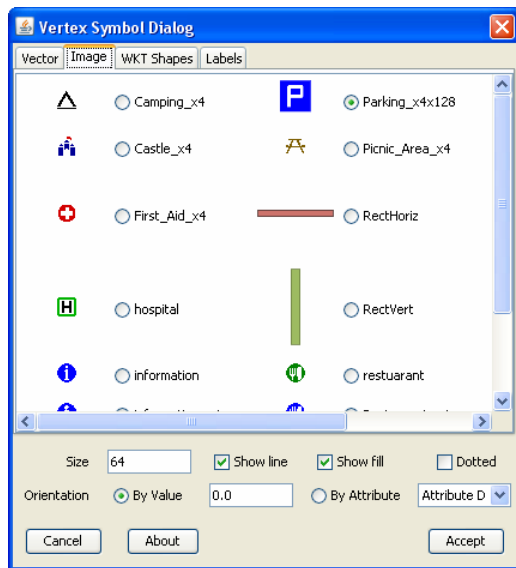 Vertex Symbol Dialog
Vector Image WKT Shapes Labels
Camping_x4 P Parking_x4x128
Castle_x4 Picnic_Area_x4
First_Aid_x4 RectHoriz
H hospital RectVert
i information restuarant
Size 64 Show line Show fill Dotted
Orientation By Value 0.0 By Attribute Attribute D
Cancel About Accept